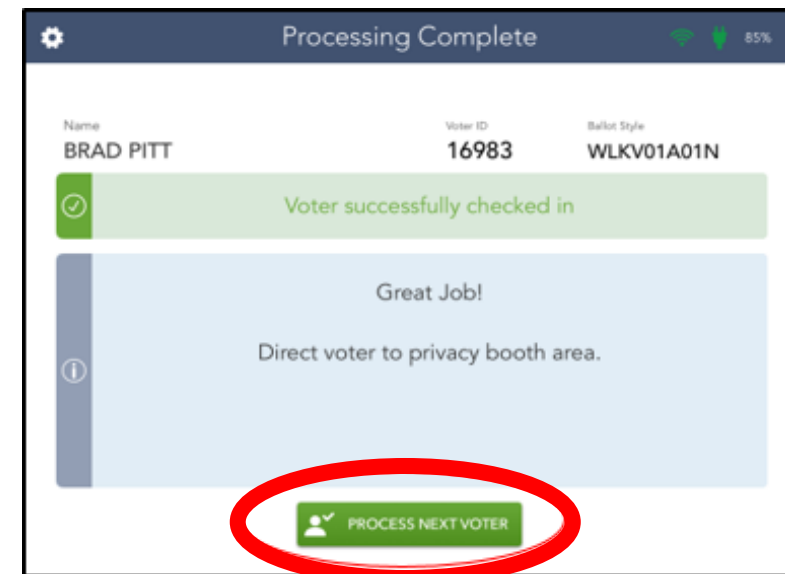 Processing Complete
85%
Name
Voter ID
Ballot Style
BRAD PITT
16983
WLKV01A01N
Voter successfully checked in
Great Job!
Direct voter to privacy booth area.
PROCESS NEXT VOTER